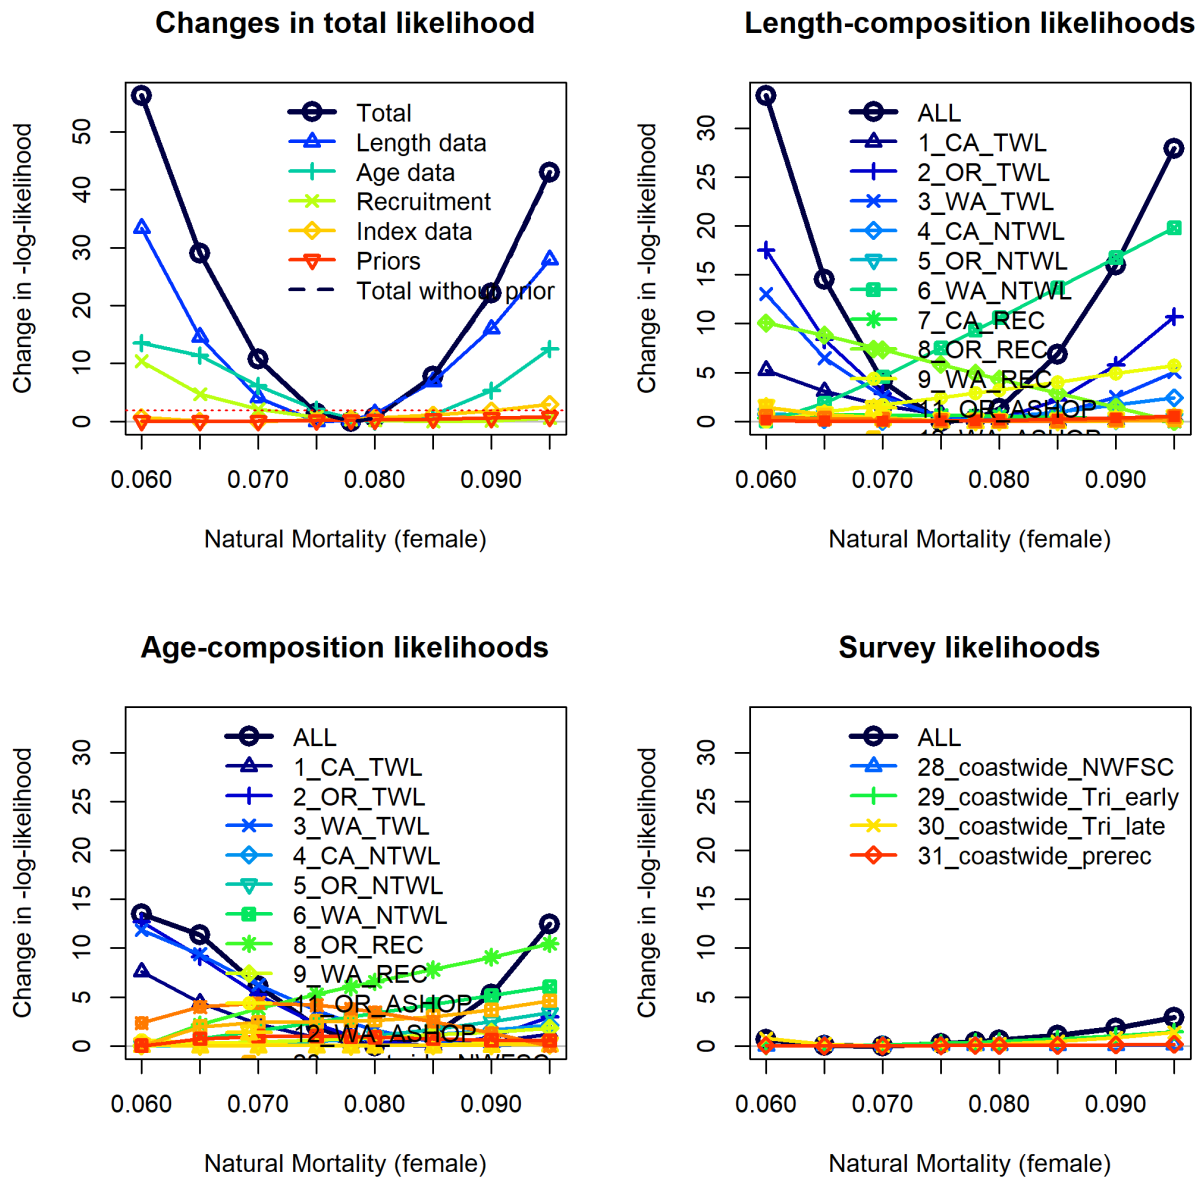 Changes in total likelihood
Change in -log-likelihood
50
40
30
20
10
0
Total
Length data
Age data
Recruitment
Index data
Priors
Total without prior
0.060
0.070
0.080
0.090
Natural Mortality (female)
Length-composition likelihoods
Change in -log-likelihood
30
25
20
15
10
5
0
ALL
1_CA_TWL
2_OR_TWL
3_WA_TWL
4_CA_NTWL
5_OR_NTWL
6_WA_NTWL
7_CA_REC
8_OR_REC
9_WA_REC
11_OR_ASHOP
12_WA_ASHOP
0.060
0.070
0.080
0.090
Natural Mortality (female)
Age-composition likelihoods
Change in -log-likelihood
30
25
20
15
10
5
0
ALL
1_CA_TWL
2_OR_TWL
3_WA_TWL
4_CA_NTWL
5_OR_NTWL
6_WA_NTWL
8_OR_REC
9_WA_REC
11_OR_ASHOP
12_WA_ASHOP
0.060
0.070
0.080
0.090
Natural Mortality (female)
Survey likelihoods
Change in -log-likelihood
30
25
20
15
10
5
0
ALL
28_coastwide_NWFSC
29_coastwide_Tri_early
30_coastwide_Tri_late
31_coastwide_prerec
0.060
0.070
0.080
0.090
Natural Mortality (female)